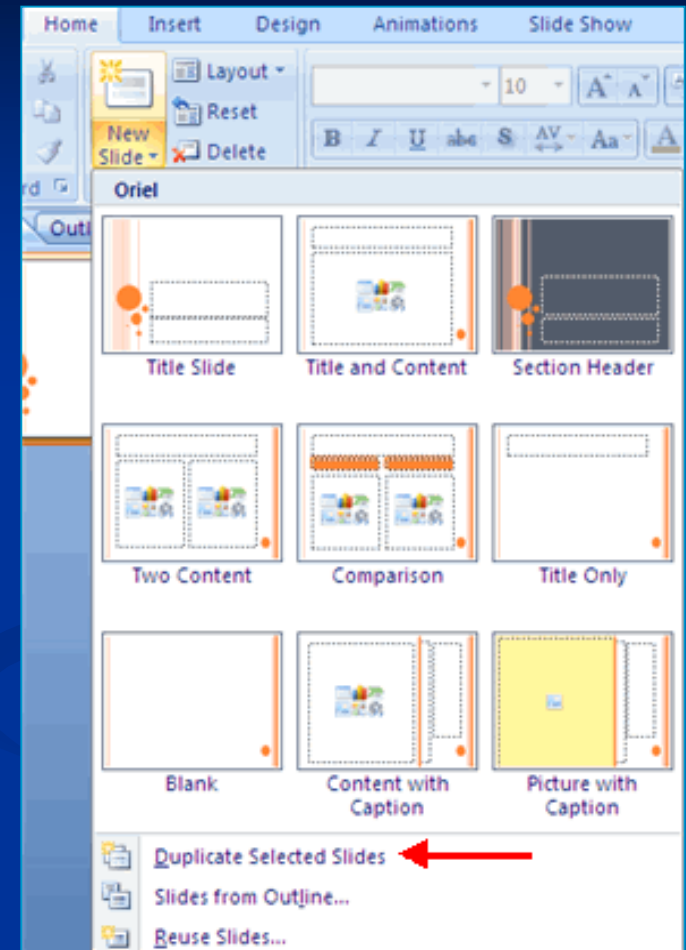 Home Insert Design Animations Slide Show
Layout
10 A A
Reset
New
Slide
Delete
B I U abc S AV Aa A
rd
Oriel
Outl
Title Slide Title and Content Section Header
Two Content Comparison Title Only
Blank Content with Picture with
Caption Caption
Duplicate Selected Slides
Slides from Outline...
Reuse Slides...